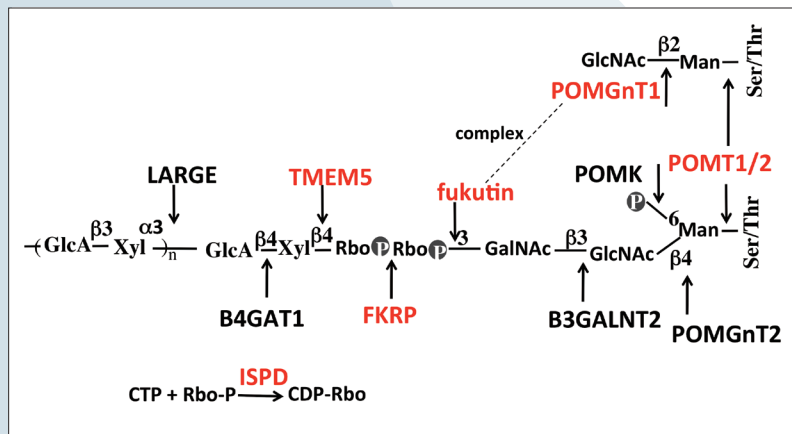 β2
GlcNAc Man Ser/Thr
POMGnT1
complex
LARGE TMEM5 fukutin POMK POMT1/2
P
β3 α3 6
GlcA Xyl n GlcA β4 Xyl β4 Rbo P Rbo P 3 GalNAc β3 GlcNAc Man Ser/Thr
β4
B4GAT1 FKRP B3GALNT2 POMGnT2
ISPD
CTP + Rbo-P CDP-Rbo